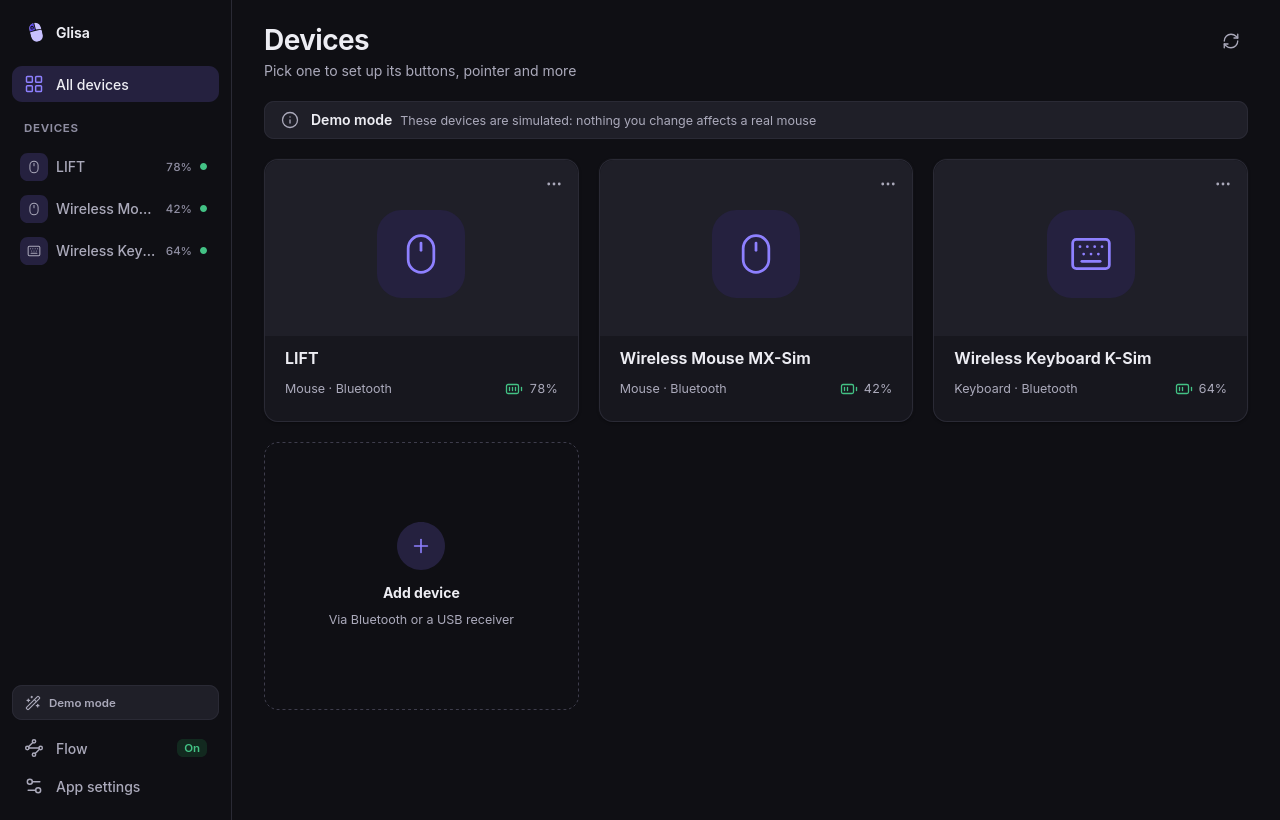 Glisa
All devices
DEVICES
LIFT 78%
Wireless Mo... 42%
Wireless Key... 64%
Demo mode
Flow On
App settings
Devices
Pick one to set up its buttons, pointer and more
Demo mode These devices are simulated: nothing you change affects a real mouse
LIFT
Mouse · Bluetooth 78%
Wireless Mouse MX-Sim
Mouse · Bluetooth 42%
Wireless Keyboard K-Sim
Keyboard · Bluetooth 64%
Add device
Via Bluetooth or a USB receiver